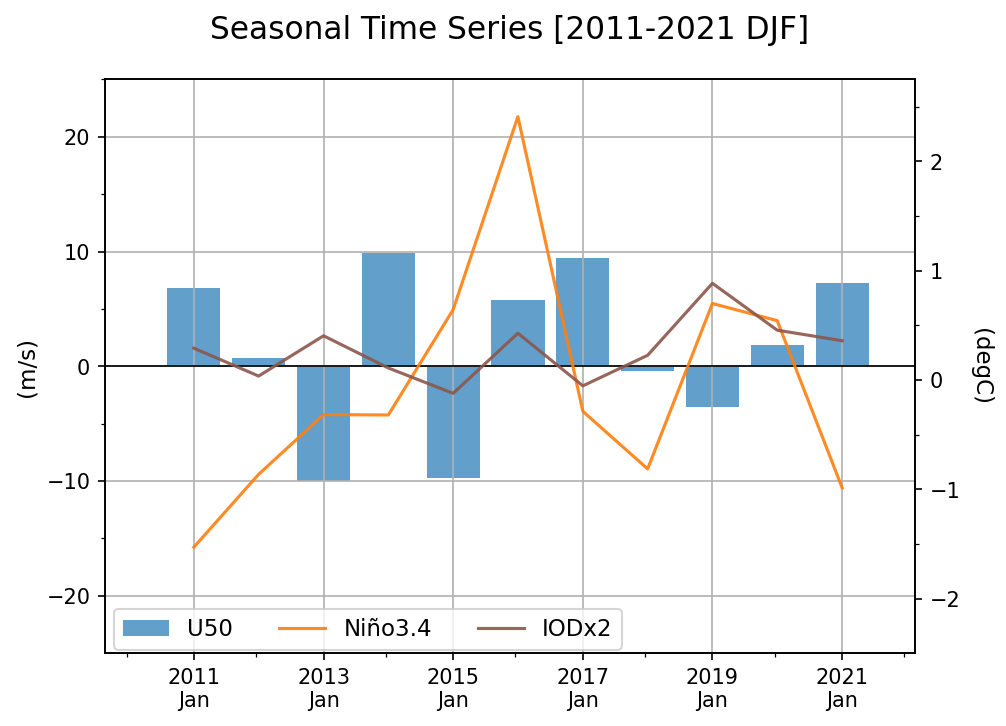 Seasonal Time Series [2011-2021 DJF]
(m/s)
20
10
0
−10
−20
2
1
0
−1
−2
(degC)
U50 Niño3.4 IODx2
2011 2013 2015 2017 2019 2021
Jan Jan Jan Jan Jan Jan